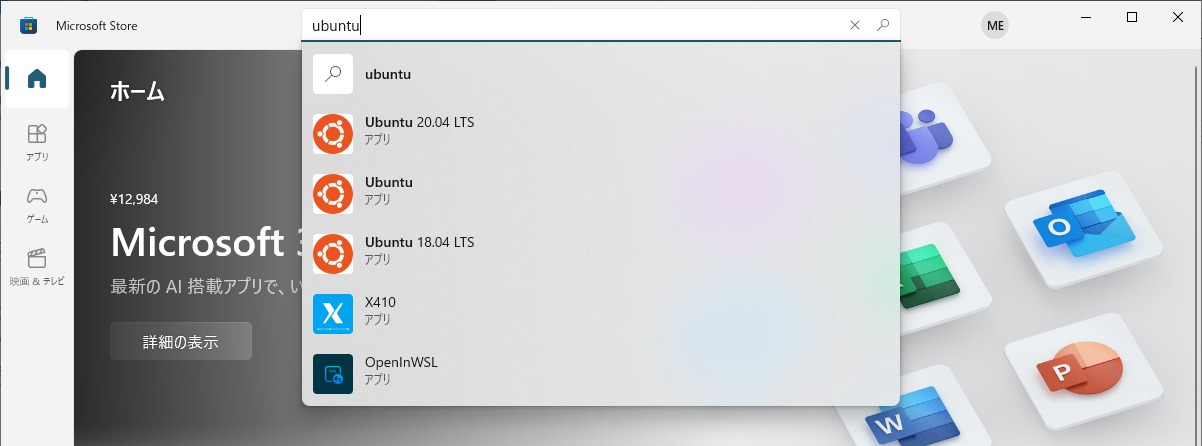 Microsoft Store
ubuntu
ME
ホーム
アプリ
ゲーム
映画 & テレビ
¥12,984
Microsoft 3
最新の AI 搭載アプリで、い
詳細の表示
ubuntu
Ubuntu 20.04 LTS
アプリ
Ubuntu
アプリ
Ubuntu 18.04 LTS
アプリ
X410
アプリ
OpenInWSL
アプリ
O
W
P